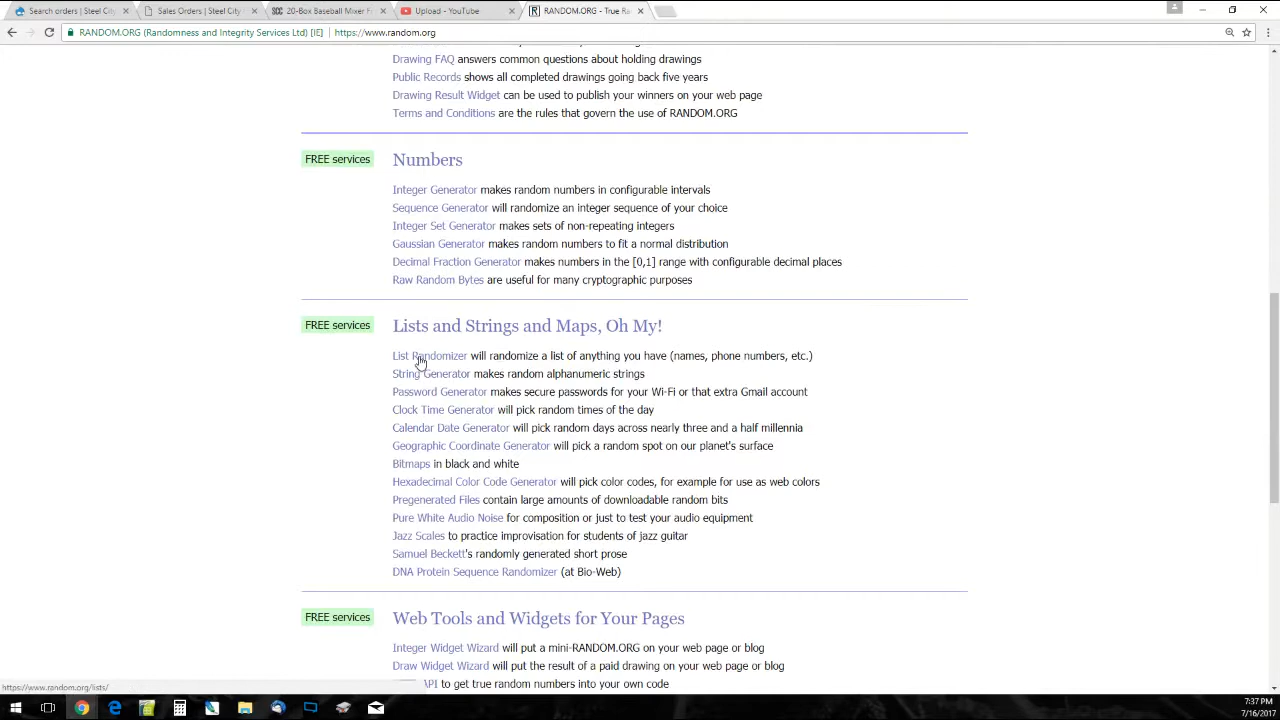 Search orders | Steel City
Sales Orders | Steel City
20-Box Baseball Mixer
Upload - YouTube
RANDOM.ORG - True Ra
RANDOM.ORG (Randomness and Integrity Services Ltd) [IE] | https://www.random.org
Drawing FAQ answers common questions about holding drawings
Public Records shows all completed drawings going back five years
Drawing Result Widget can be used to publish your winners on your web page
Terms and Conditions are the rules that govern the use of RANDOM.ORG
FREE services Numbers
Integer Generator makes random numbers in configurable intervals
Sequence Generator will randomize an integer sequence of your choice
Integer Set Generator makes sets of non-repeating integers
Gaussian Generator makes random numbers to fit a normal distribution
Decimal Fraction Generator makes numbers in the [0,1] range with configurable decimal places
Raw Random Bytes are useful for many cryptographic purposes
FREE services Lists and Strings and Maps, Oh My!
List Randomizer will randomize a list of anything you have (names, phone numbers, etc.)
String Generator makes random alphanumeric strings
Password Generator makes secure passwords for your Wi-Fi or that extra Gmail account
Clock Time Generator will pick random times of the day
Calendar Date Generator will pick random days across nearly three and a half millennia
Geographic Coordinate Generator will pick a random spot on our planet's surface
Bitmaps in black and white
Hexadecimal Color Code Generator will pick color codes, for example for use as web colors
Pregenerated Files contain large amounts of downloadable random bits
Pure White Audio Noise for composition or just to test your audio equipment
Jazz Scales to practice improvisation for students of jazz guitar
Samuel Beckett's randomly generated short prose
DNA Protein Sequence Randomizer (at Bio-Web)
FREE services Web Tools and Widgets for Your Pages
Integer Widget Wizard will put a mini-RANDOM.ORG on your web page or blog
Draw Widget Wizard will put the result of a paid drawing on your web page or blog
API to get true random numbers into your own code
https://www.random.org/lists/
7:37 PM
7/16/2017